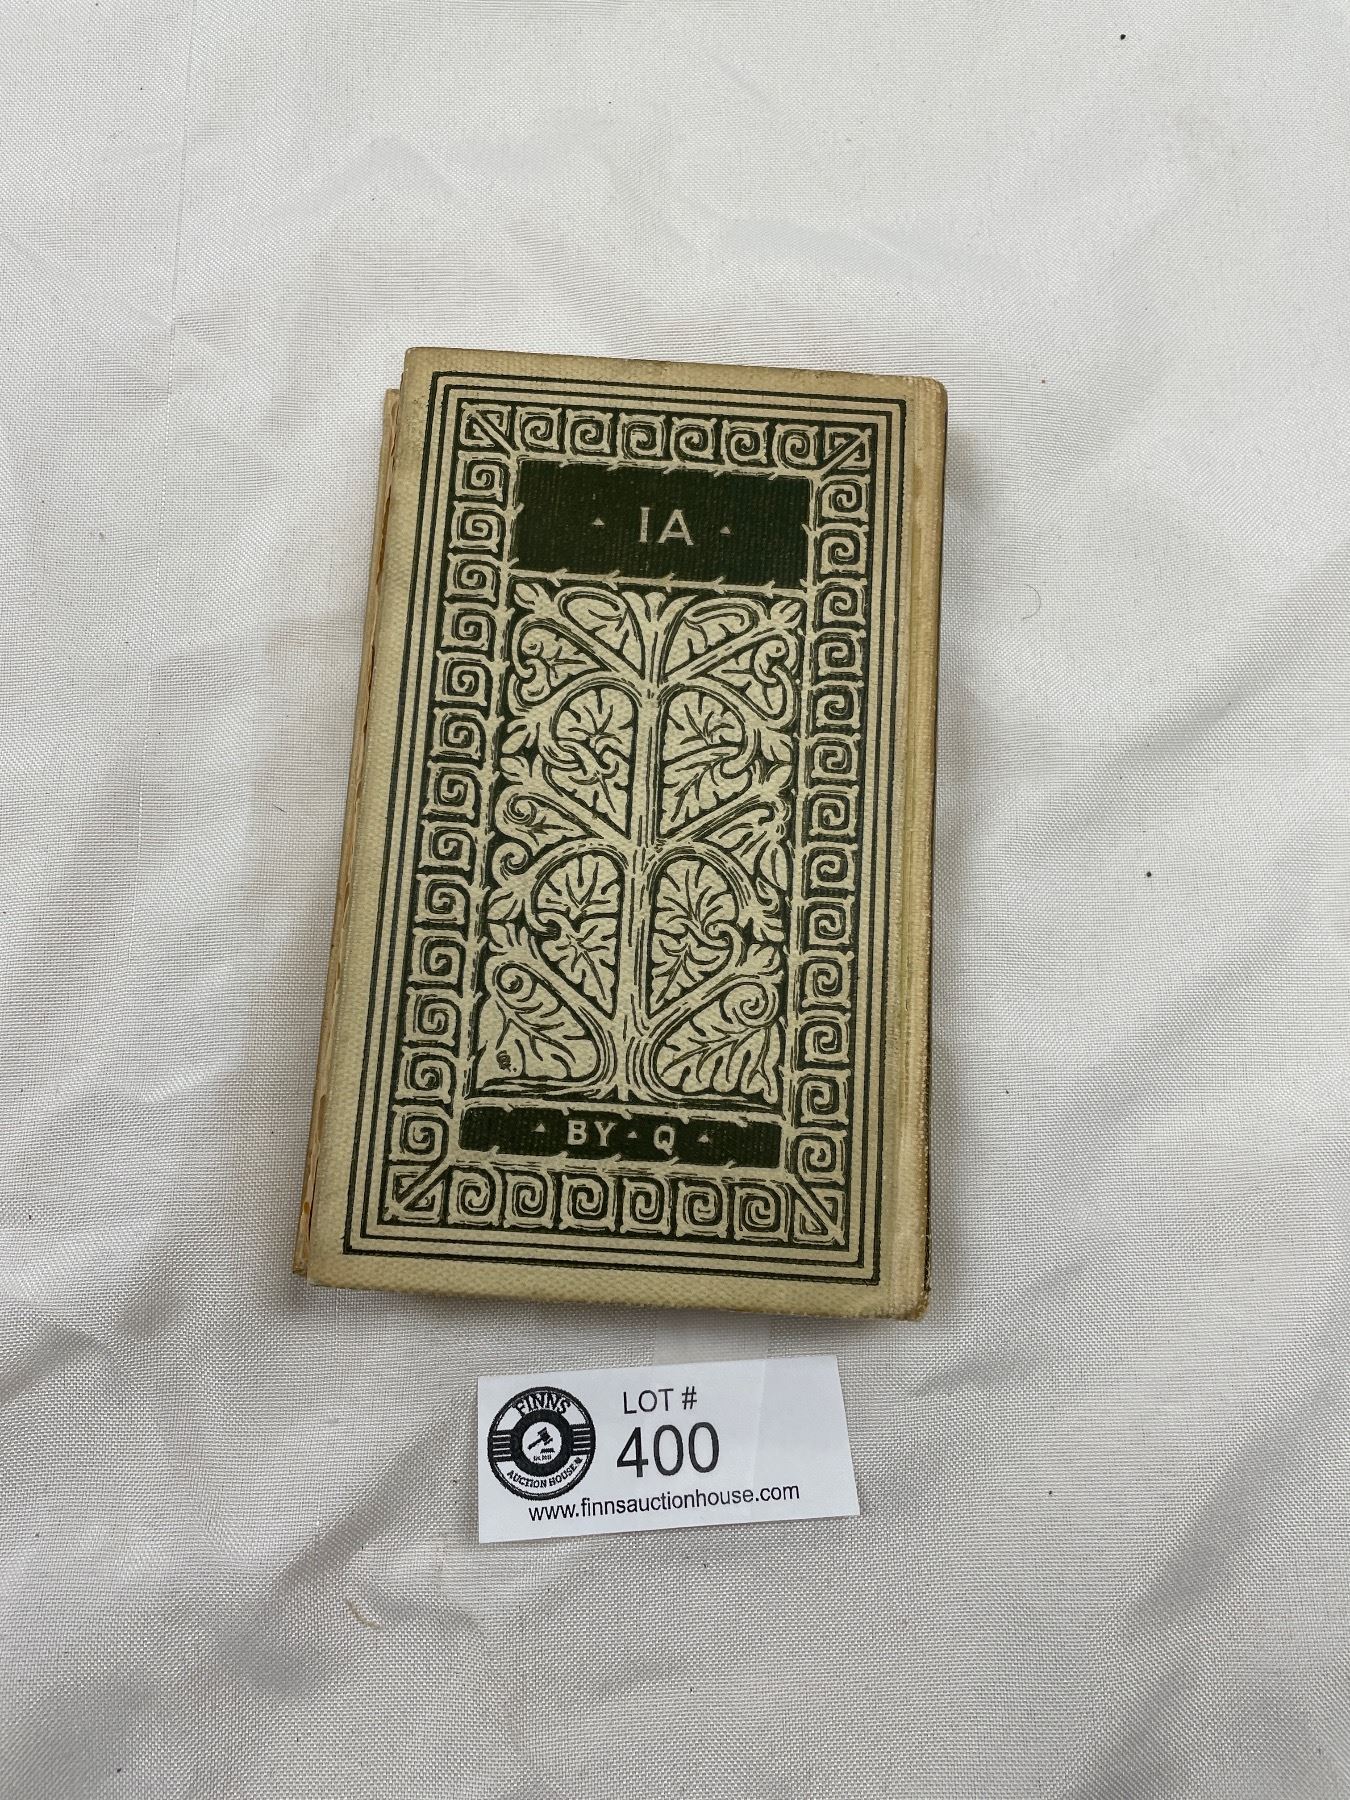 · IA ·
· BY · Q ·
FINNS
AUCTION HOUSE
LOT #
400
www.finnsauctionhouse.com